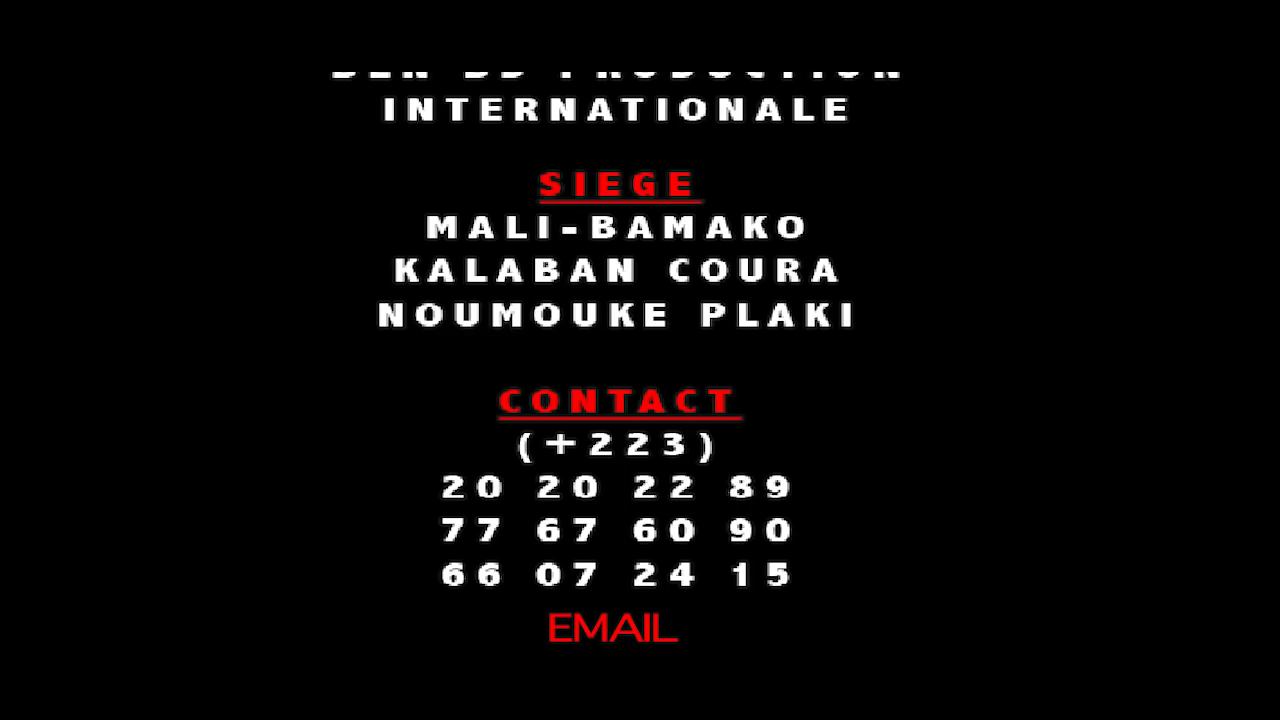 PRODUCTION
INTERNATIONALE
SIEGE
MALI-BAMAKO
KALABAN COURA
NOUMOUKE PLAKI
CONTACT
(+223)
20 20 22 89
77 67 60 90
66 07 24 15
EMAIL